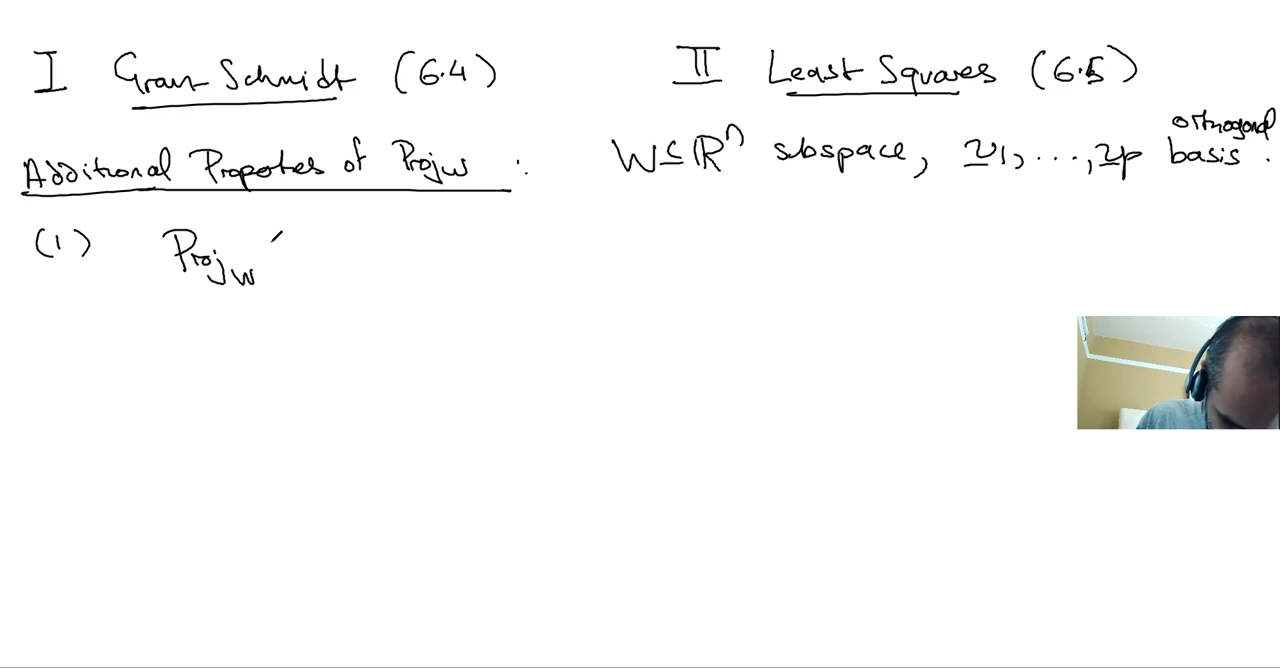 I Gram Schmidt (6.4)
II Least Squares (6.5)
Additional Properties of Projw :
W ⊆ ℝⁿ subspace, v1, ..., vp orthogonal basis.
(1) Projw